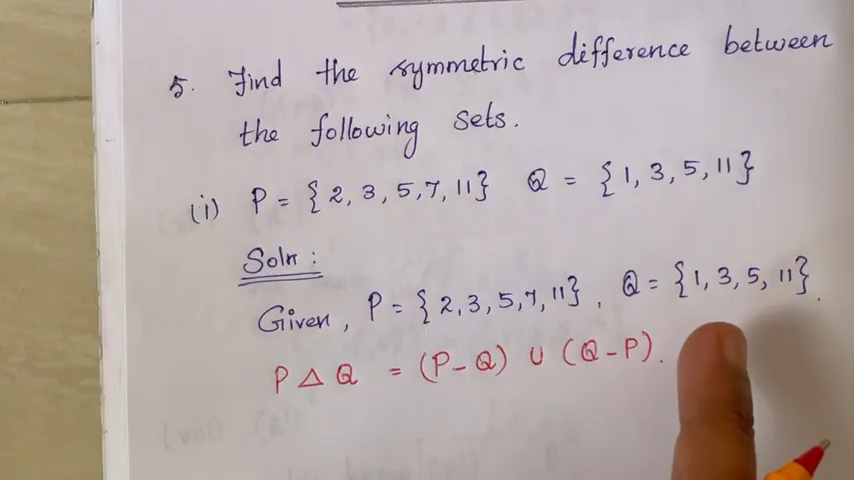 5. Find the symmetric difference between
the following sets.
(i) P = {2, 3, 5, 7, 11} Q = {1, 3, 5, 11}
Soln :
Given, P = {2, 3, 5, 7, 11}, Q = {1, 3, 5, 11}.
P △ Q = (P - Q) ∪ (Q - P).